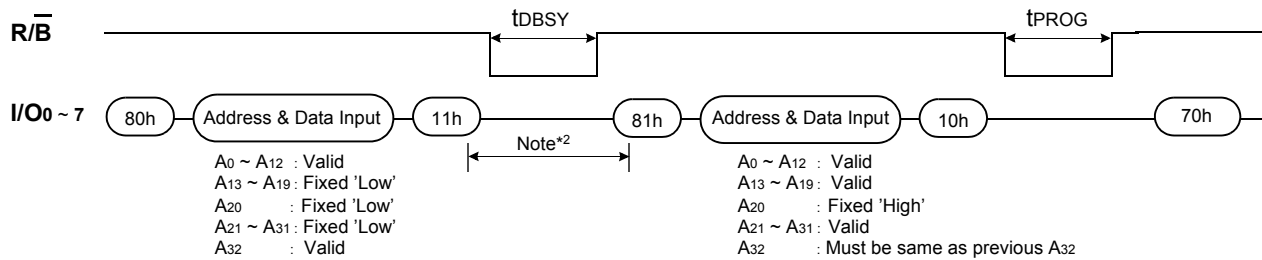 tDBSY tPROG
R/B
I/O0 ~ 7 80h Address & Data Input 11h 81h Address & Data Input 10h 70h
Note*2
A0 ~ A12 : Valid
A13 ~ A19 : Fixed 'Low'
A20 : Fixed 'Low'
A21 ~ A31 : Fixed 'Low'
A32 : Valid
A0 ~ A12 : Valid
A13 ~ A19 : Valid
A20 : Fixed 'High'
A21 ~ A31 : Valid
A32 : Must be same as previous A32